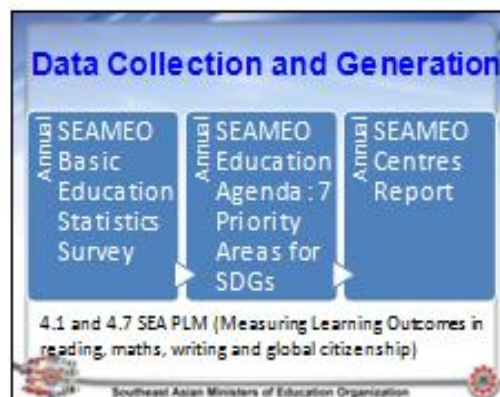 Data Collection and Generation
Annual
SEAMEO
Basic
Education
Statistics
Survey
Annual
SEAMEO
Education
Agenda : 7
Priority
Areas for
SDGs
Annual
SEAMEO
Centres
Report
4.1 and 4.7 SEA PLM (Measuring Learning Outcomes in
reading, maths, writing and global citizenship)
Southeast Asian Ministers of Education Organization